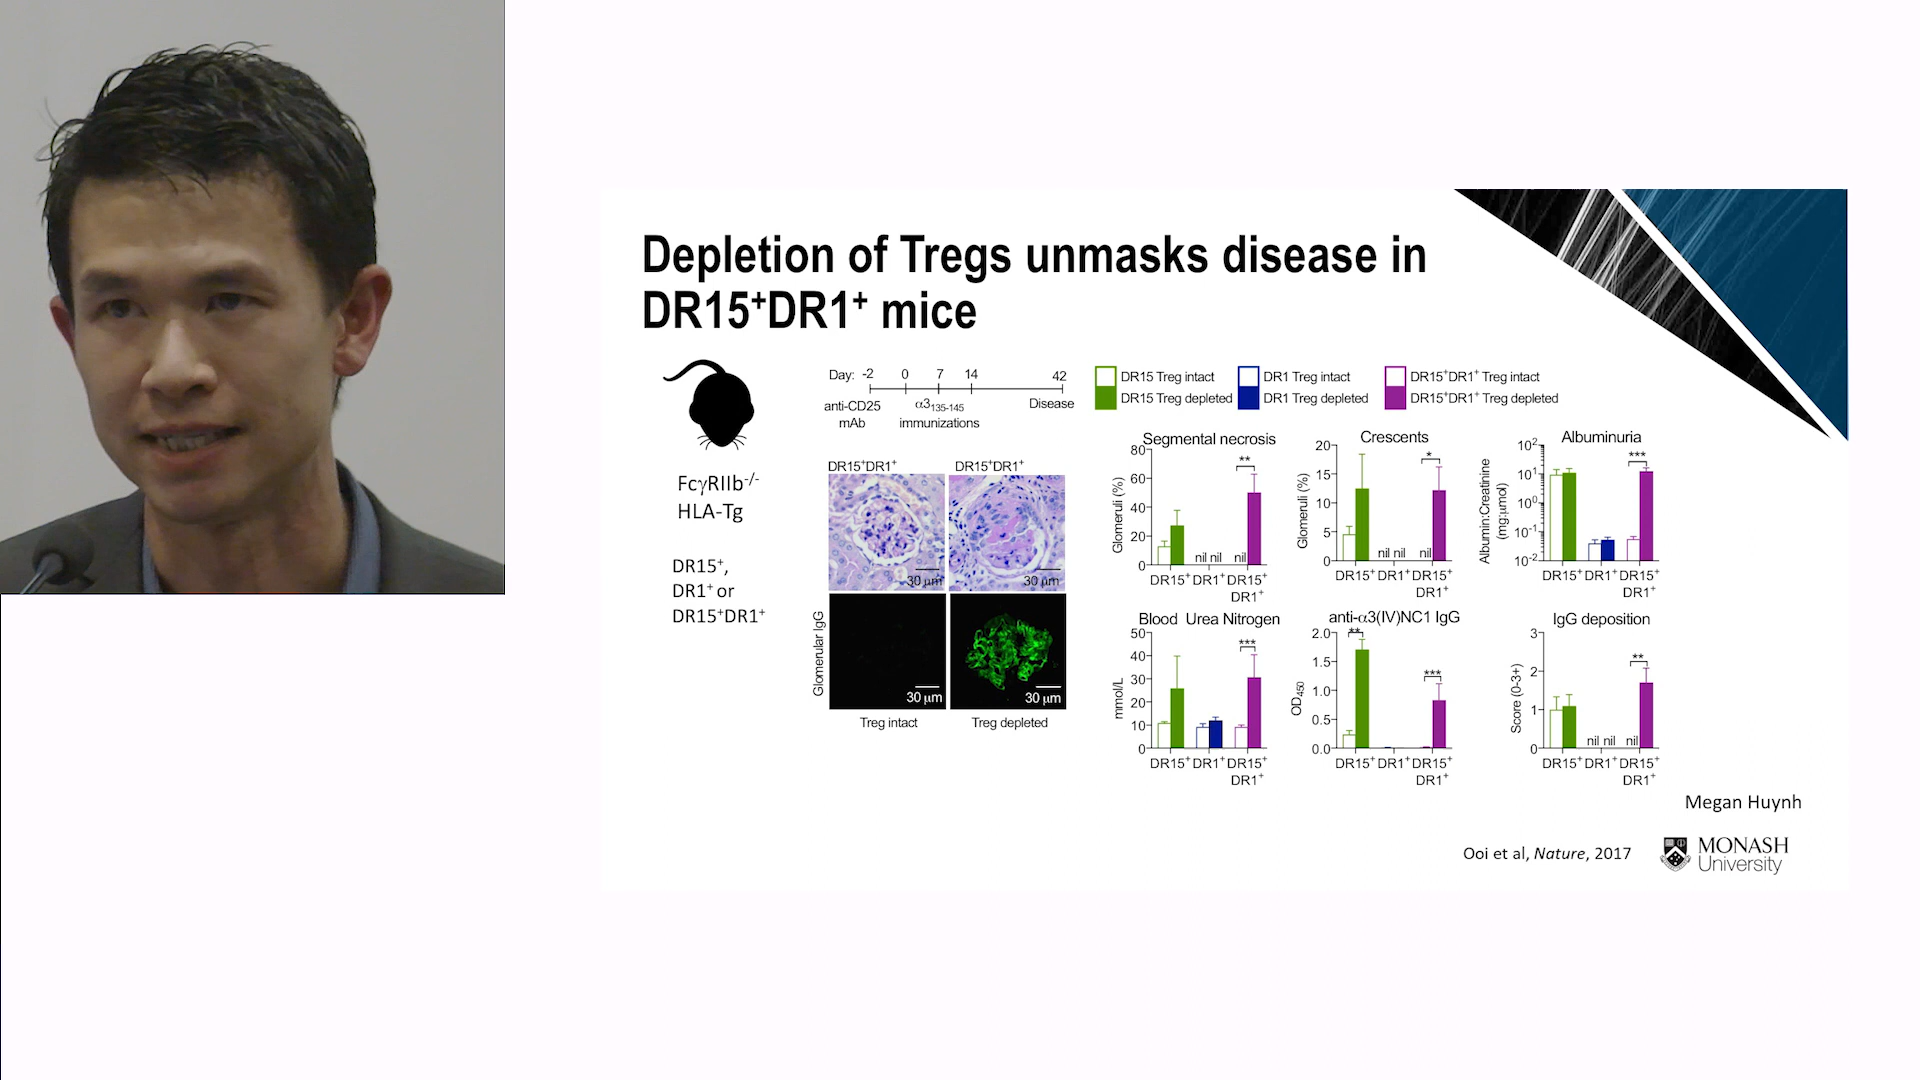 Depletion of Tregs unmasks disease in
DR15⁺DR1⁺ mice
FcγRIIb⁻/⁻
HLA-Tg
DR15⁺,
DR1⁺ or
DR15⁺DR1⁺
Day: -2 0 7 14 42
anti-CD25 α3₁₃₅₋₁₄₅ Disease
mAb immunizations
DR15⁺DR1⁺ DR15⁺DR1⁺
30 μm 30 μm
Glomerular IgG
30 μm 30 μm
Treg intact Treg depleted
DR15 Treg intact DR1 Treg intact DR15⁺DR1⁺ Treg intact
DR15 Treg depleted DR1 Treg depleted DR15⁺DR1⁺ Treg depleted
Segmental necrosis
Glomeruli (%)
80
60
40
20
0
**
nil nil nil
DR15⁺ DR1⁺ DR15⁺
DR1⁺
Crescents
Glomeruli (%)
20
15
10
5
0
*
nil nil nil
DR15⁺ DR1⁺ DR15⁺
DR1⁺
Albuminuria
Albumin:Creatinine
(mg:μmol)
10²
10¹
10⁰
10⁻¹
10⁻²
***
DR15⁺ DR1⁺ DR15⁺
DR1⁺
Blood Urea Nitrogen
mmol/L
50
40
30
20
10
0
***
DR15⁺ DR1⁺ DR15⁺
DR1⁺
anti-α3(IV)NC1 IgG
OD₄₅₀
2.0
1.5
1.0
0.5
0.0
**
***
DR15⁺ DR1⁺ DR15⁺
DR1⁺
IgG deposition
Score (0-3+)
3
2
1
0
**
nil nil nil
DR15⁺ DR1⁺ DR15⁺
DR1⁺
Megan Huynh
Ooi et al, Nature, 2017
MONASH
University